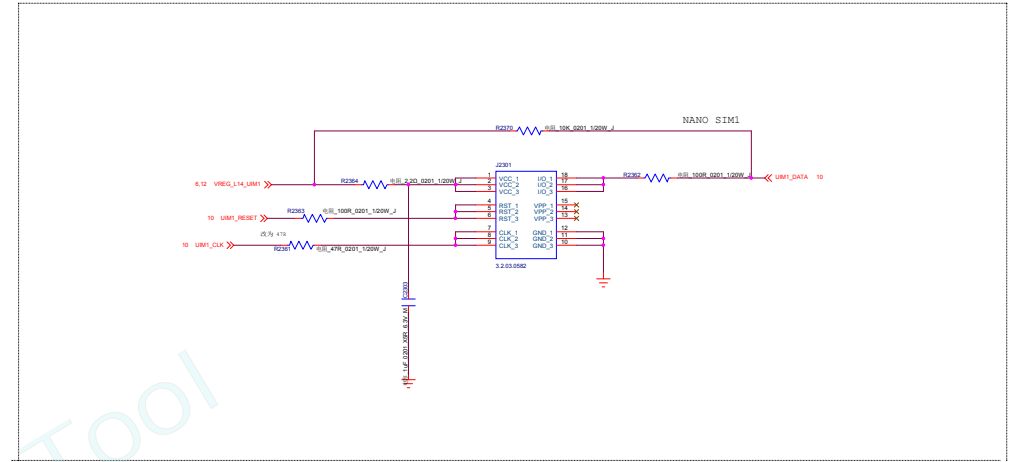 NANO SIM1
R2370
电阻_10K_0201_1/20W_J
J2301
6,12 VREG_L14_UIM1
R2364
电阻_2.2Ω_0201_1/20W_J
1 VCC_1 I/O_1 18
2 VCC_2 I/O_2 17
3 VCC_3 I/O_3 16
R2362
电阻_100R_0201_1/20W_J
UIM1_DATA 10
4 RST_1 VPP_1 15
5 RST_2 VPP_2 14
6 RST_3 VPP_3 13
10 UIM1_RESET
R2363
电阻_100R_0201_1/20W_J
改为 47R
7 CLK_1 GND_1 12
8 CLK_2 GND_2 11
9 CLK_3 GND_3 10
10 UIM1_CLK
R2361
电阻_47R_0201_1/20W_J
3.2.03.0582
C2303
1uF_0201_X5R_6.3V_M
Tool